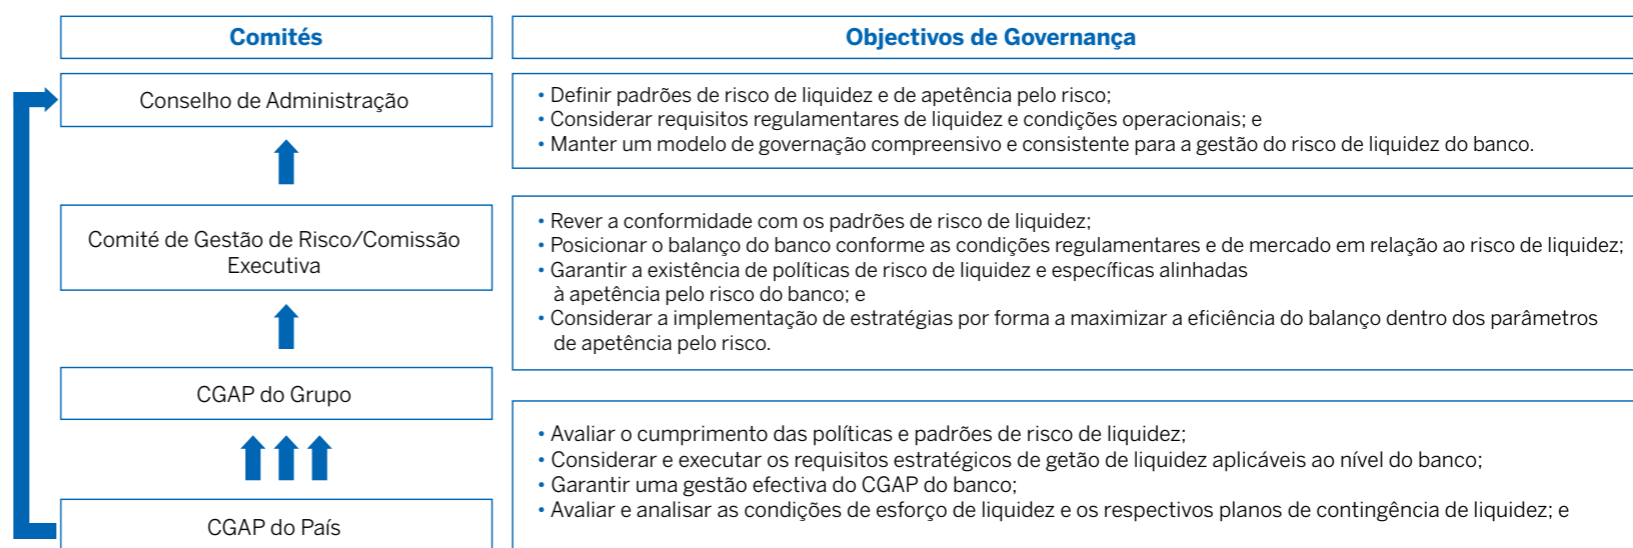 Comités
Objectivos de Governança
Conselho de Administração
• Definir padrões de risco de liquidez e de apetência pelo risco;
• Considerar requisitos regulamentares de liquidez e condições operacionais; e
• Manter um modelo de governação compreensivo e consistente para a gestão do risco de liquidez do banco.
Comité de Gestão de Risco/Comissão
Executiva
• Rever a conformidade com os padrões de risco de liquidez;
• Posicionar o balanço do banco conforme as condições regulamentares e de mercado em relação ao risco de liquidez;
• Garantir a existência de políticas de risco de liquidez e específicas alinhadas
à apetência pelo risco do banco; e
• Considerar a implementação de estratégias por forma a maximizar a eficiência do balanço dentro dos parâmetros
de apetência pelo risco.
CGAP do Grupo
CGAP do País
• Avaliar o cumprimento das políticas e padrões de risco de liquidez;
• Considerar e executar os requisitos estratégicos de getão de liquidez aplicáveis ao nível do banco;
• Garantir uma gestão efectiva do CGAP do banco;
• Avaliar e analisar as condições de esforço de liquidez e os respectivos planos de contingência de liquidez; e